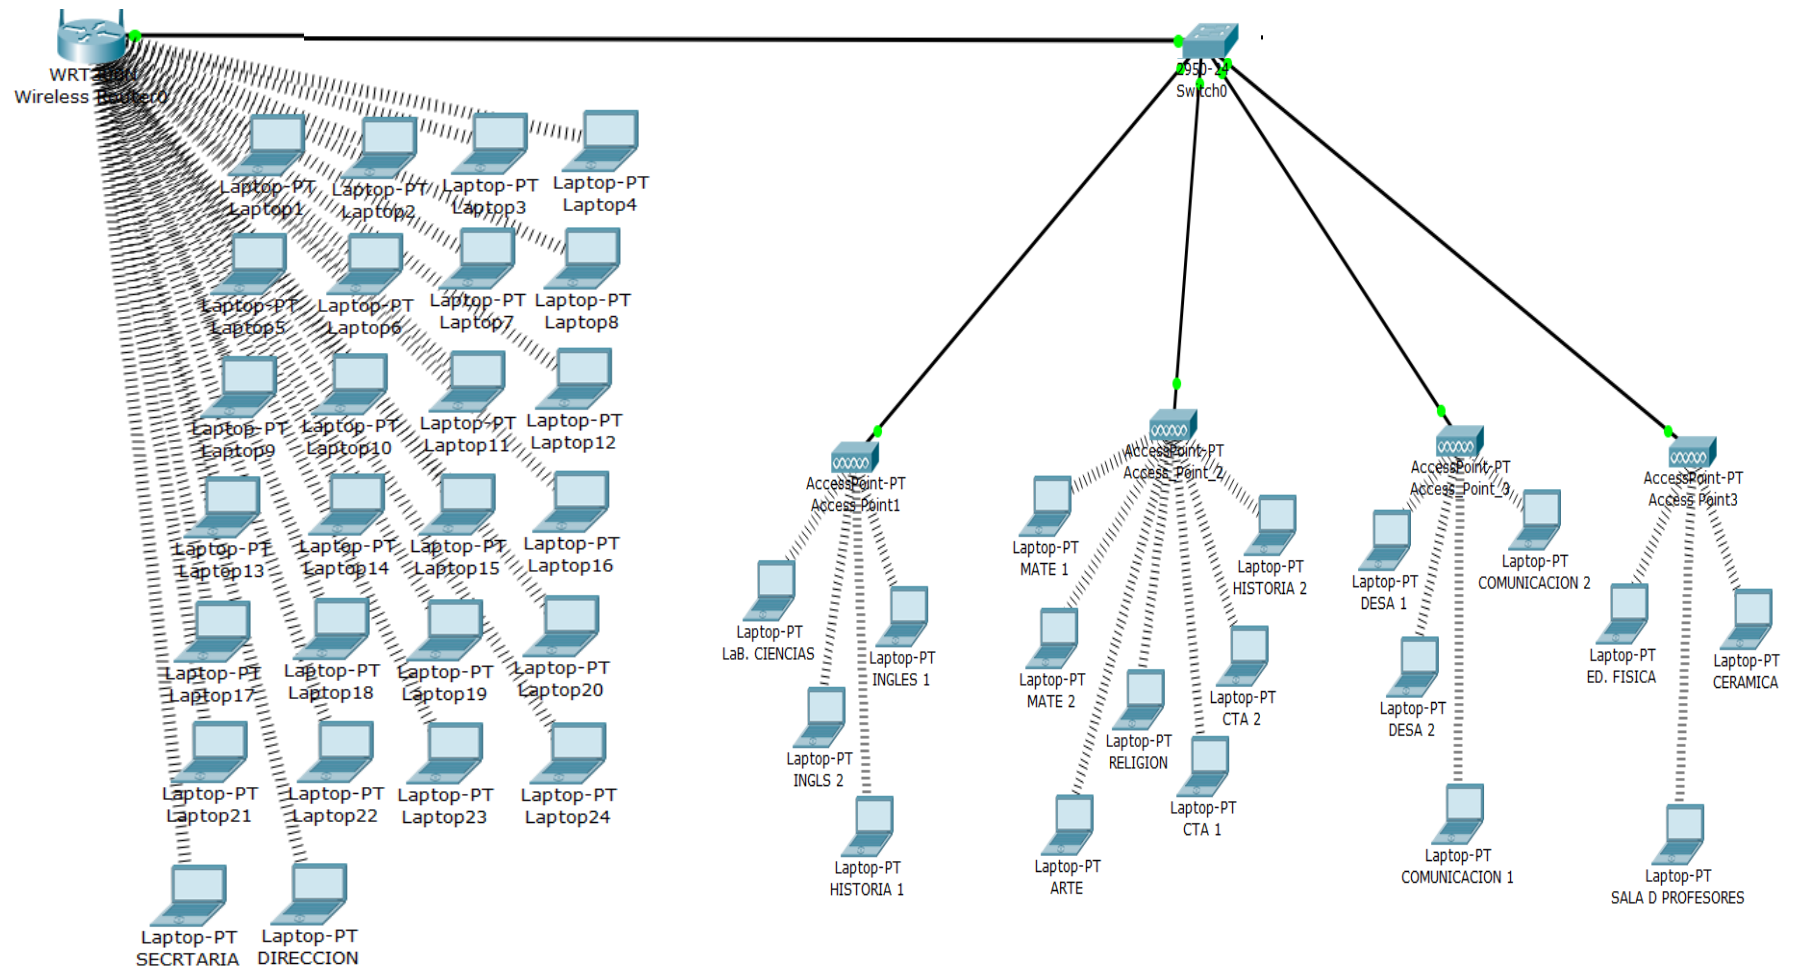 WRT300N
Wireless Router0
2950-24
Switch0
Laptop-PT
Laptop1
Laptop-PT
Laptop2
Laptop-PT
Laptop3
Laptop-PT
Laptop4
Laptop-PT
Laptop5
Laptop-PT
Laptop6
Laptop-PT
Laptop7
Laptop-PT
Laptop8
Laptop-PT
Laptop9
Laptop-PT
Laptop10
Laptop-PT
Laptop11
Laptop-PT
Laptop12
Laptop-PT
Laptop13
Laptop-PT
Laptop14
Laptop-PT
Laptop15
Laptop-PT
Laptop16
Laptop-PT
Laptop17
Laptop-PT
Laptop18
Laptop-PT
Laptop19
Laptop-PT
Laptop20
Laptop-PT
Laptop21
Laptop-PT
Laptop22
Laptop-PT
Laptop23
Laptop-PT
Laptop24
Laptop-PT
SECRTARIA
Laptop-PT
DIRECCION
AccessPoint-PT
Access Point1
Laptop-PT
LaB. CIENCIAS
Laptop-PT
INGLES 1
Laptop-PT
INGLS 2
Laptop-PT
HISTORIA 1
AccessPoint-PT
Access_Point_2
Laptop-PT
MATE 1
Laptop-PT
HISTORIA 2
Laptop-PT
MATE 2
Laptop-PT
CTA 2
Laptop-PT
RELIGION
Laptop-PT
CTA 1
Laptop-PT
ARTE
AccessPoint-PT
Access_Point_3
Laptop-PT
DESA 1
Laptop-PT
COMUNICACION 2
Laptop-PT
DESA 2
Laptop-PT
COMUNICACION 1
AccessPoint-PT
Access Point3
Laptop-PT
ED. FISICA
Laptop-PT
CERAMICA
Laptop-PT
SALA D PROFESORES